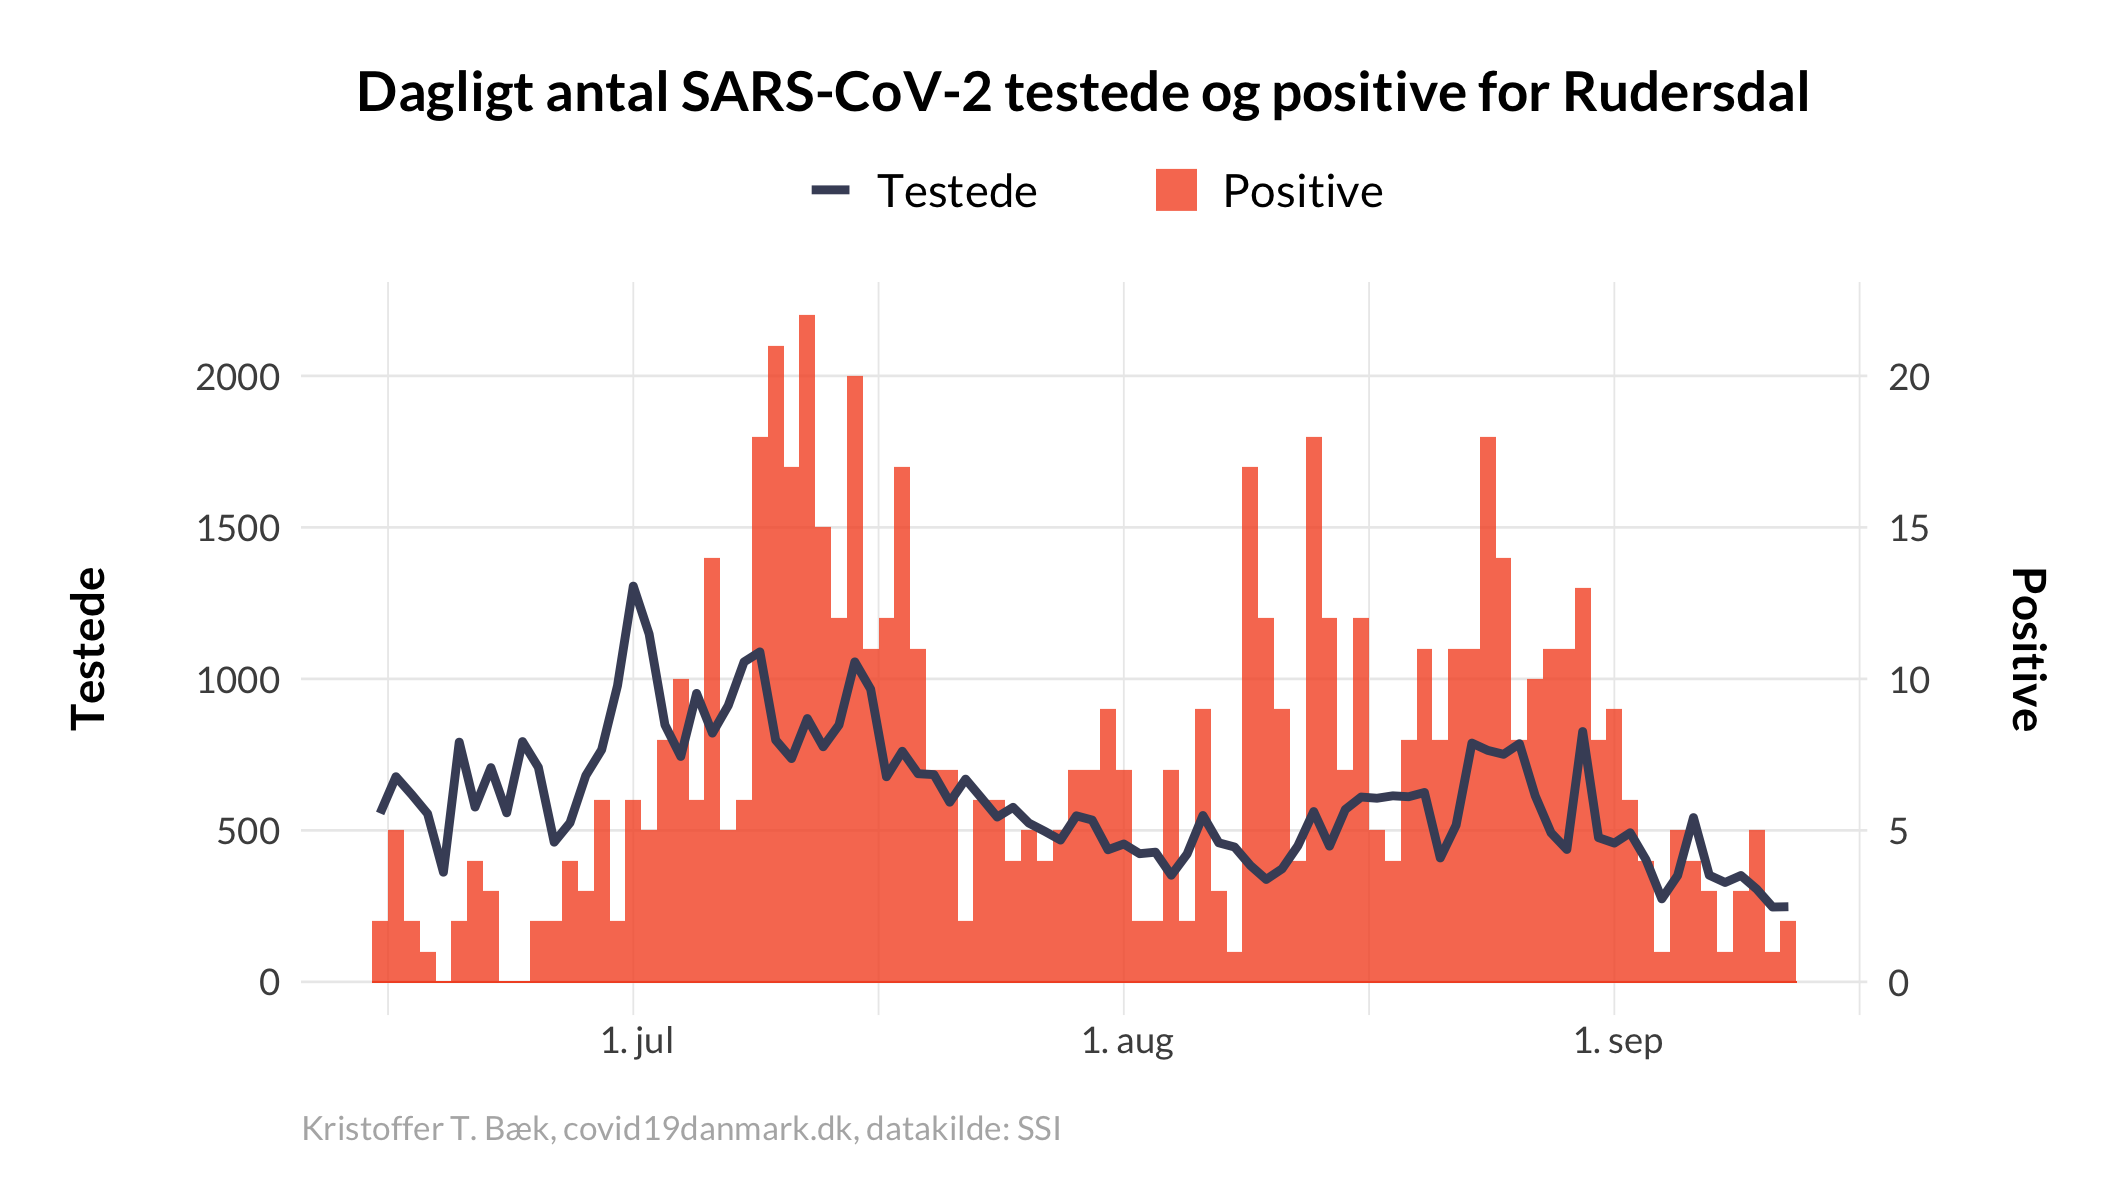 Dagligt antal SARS-CoV-2 testede og positive for Rudersdal
Testede
Positive
2000
1500
1000
500
0
Testede
20
15
10
5
0
Positive
1. jul
1. aug
1. sep
Kristoffer T. Bæk, covid19danmark.dk, datakilde: SSI